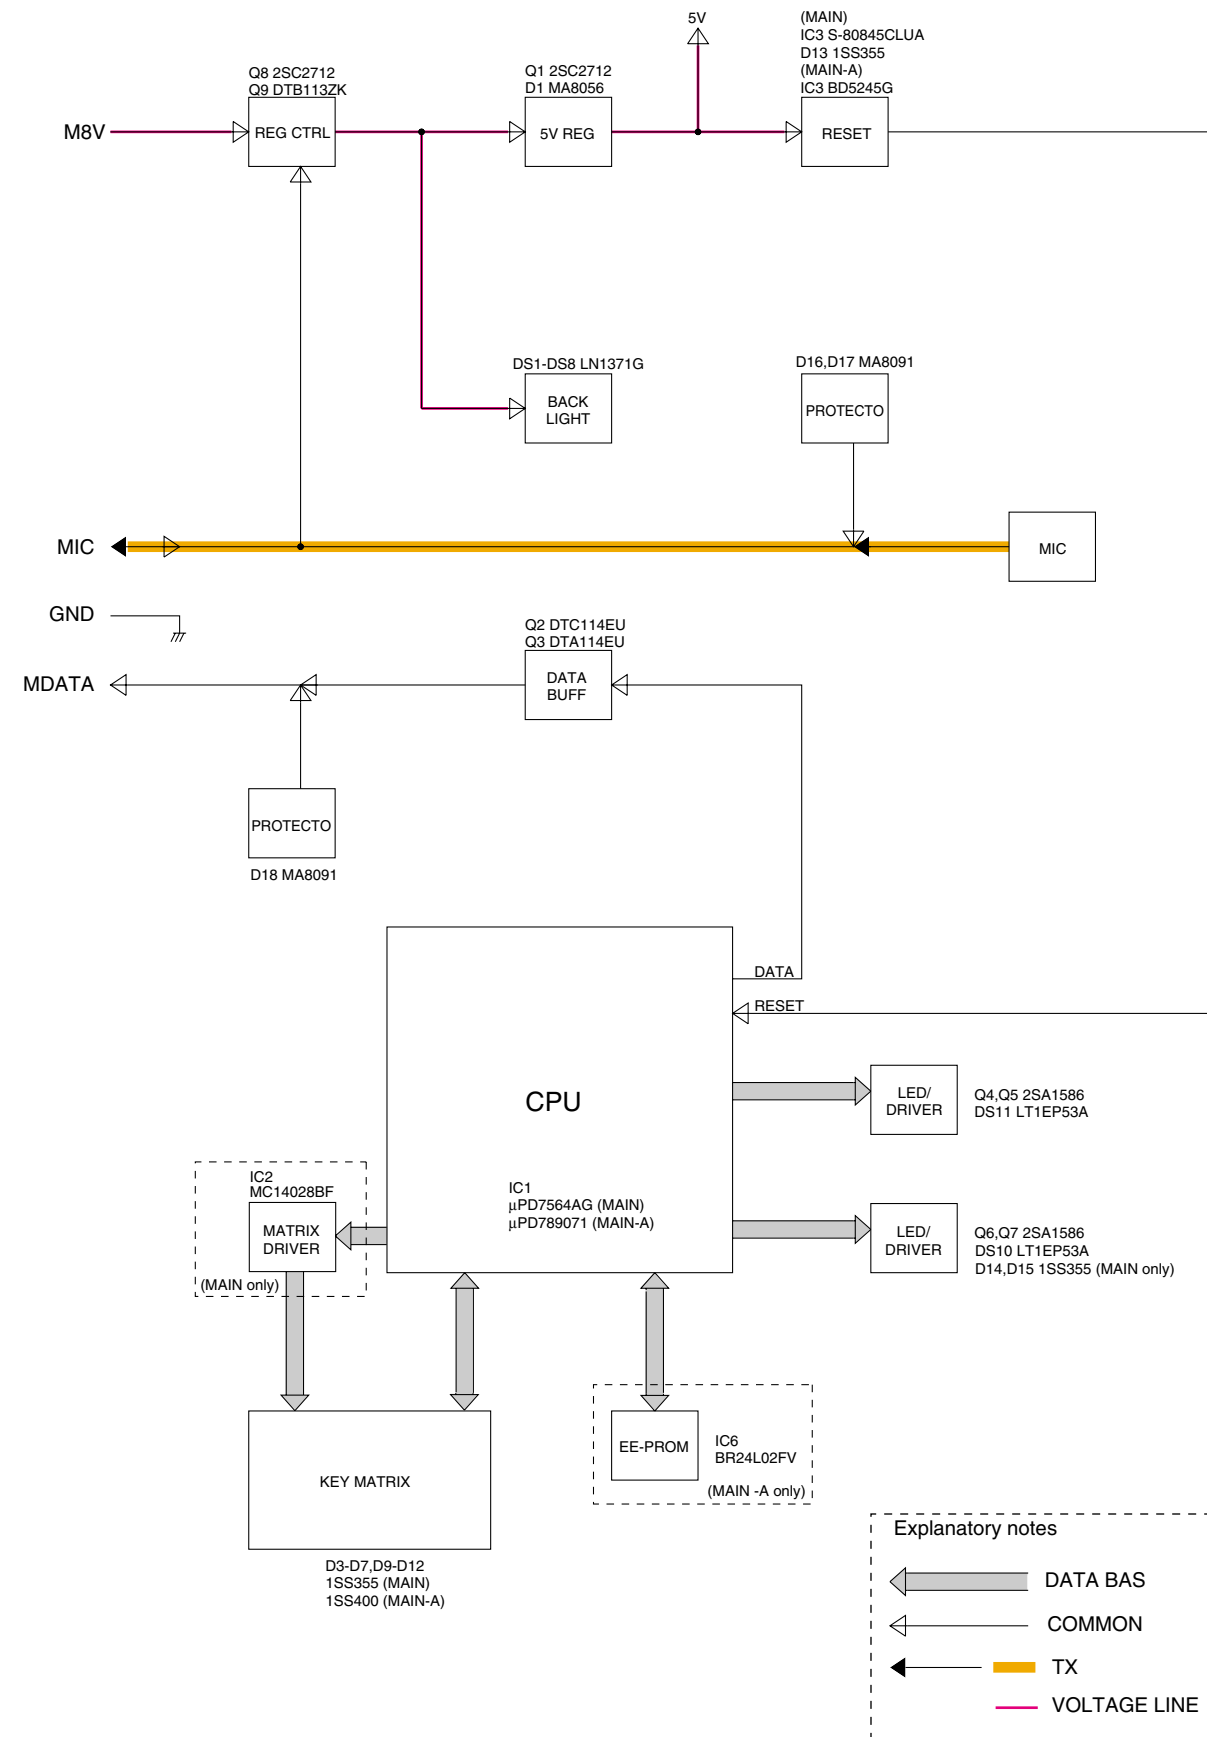 5V
(MAIN)
IC3 S-80845CLUA
D13 1SS355
(MAIN-A)
IC3 BD5245G
Q8 2SC2712
Q9 DTB113ZK
Q1 2SC2712
D1 MA8056
M8V
REG CTRL
5V REG
RESET
DS1-DS8 LN1371G
BACK
LIGHT
D16,D17 MA8091
PROTECTO
MIC
MIC
GND
Q2 DTC114EU
Q3 DTA114EU
MDATA
DATA
BUFF
PROTECTO
D18 MA8091
DATA
RESET
CPU
LED/
DRIVER
Q4,Q5 2SA1586
DS11 LT1EP53A
IC2
MC14028BF
MATRIX
DRIVER
(MAIN only)
IC1
µPD7564AG (MAIN)
µPD789071 (MAIN-A)
LED/
DRIVER
Q6,Q7 2SA1586
DS10 LT1EP53A
D14,D15 1SS355 (MAIN only)
KEY MATRIX
EE-PROM
IC6
BR24L02FV
(MAIN -A only)
D3-D7,D9-D12
1SS355 (MAIN)
1SS400 (MAIN-A)
Explanatory notes
DATA BAS
COMMON
TX
VOLTAGE LINE